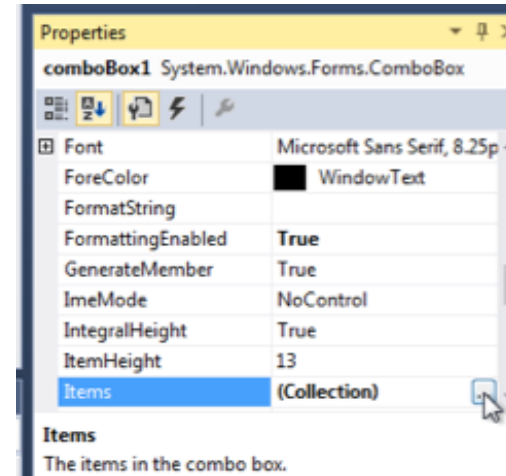 Properties
comboBox1 System.Windows.Forms.ComboBox
Font Microsoft Sans Serif, 8.25p
ForeColor WindowText
FormatString
FormattingEnabled True
GenerateMember True
ImeMode NoControl
IntegralHeight True
ItemHeight 13
Items (Collection) ...
Items
The items in the combo box.